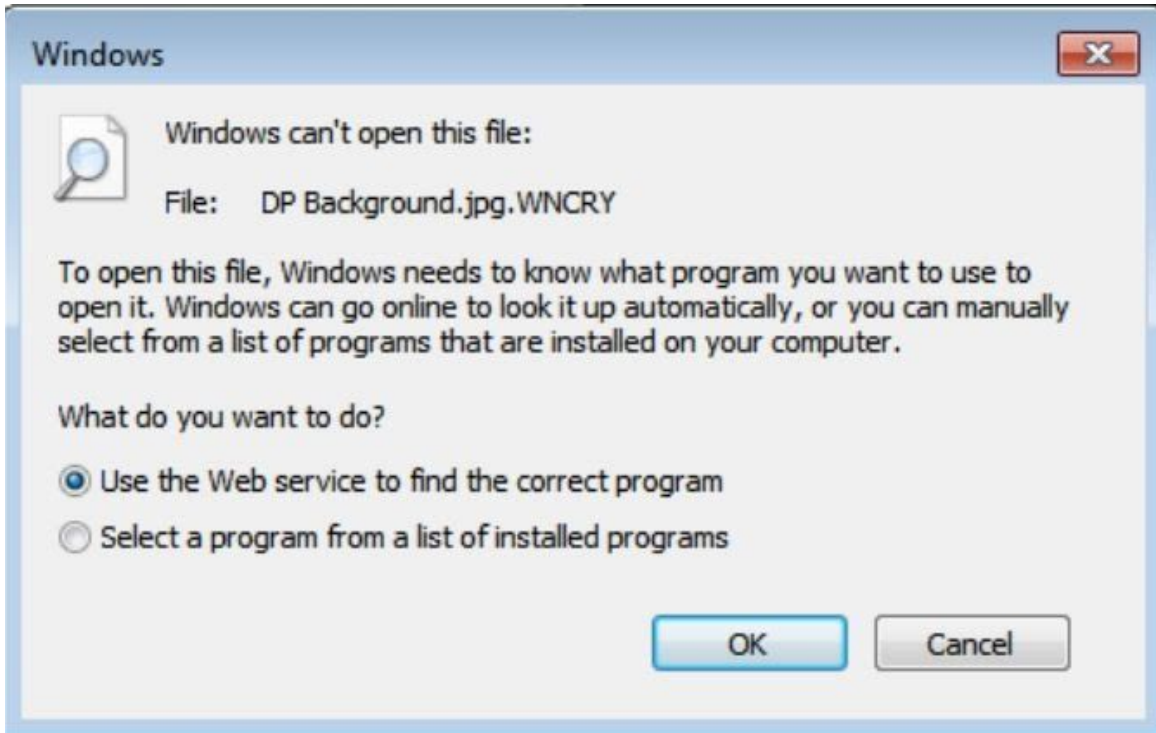 Windows
Windows can't open this file:
File: DP Background.jpg.WNCRY
To open this file, Windows needs to know what program you want to use to
open it. Windows can go online to look it up automatically, or you can manually
select from a list of programs that are installed on your computer.
What do you want to do?
Use the Web service to find the correct program
Select a program from a list of installed programs
OK Cancel